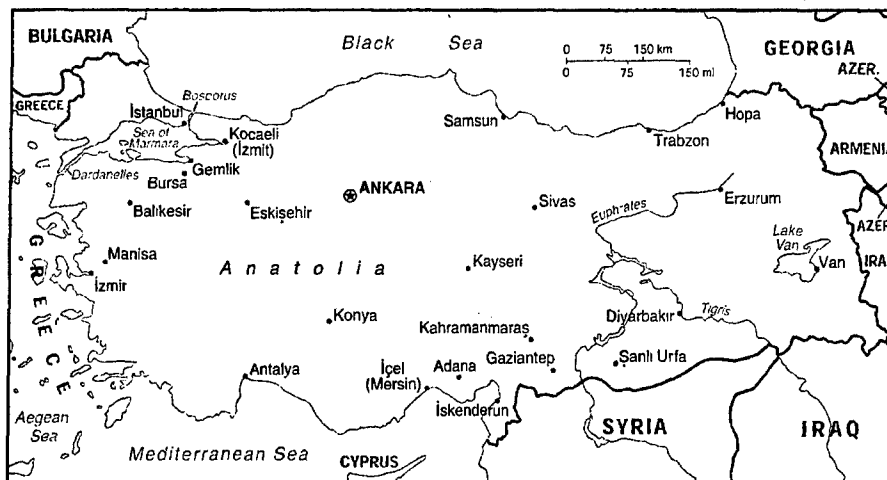 BULGARIA
Black Sea
0 75 150 km
0 75 150 mi
GEORGIA
AZER.
GREECE
Bosporus
İstanbul
Sea of
Marmara
Kocaeli
(İzmit)
Samsun
Hopa
Trabzon
ARMENIA
Dardanelles
Gemlik
Bursa
ANKARA
Erzurum
Balıkesir
Eskişehir
Sivas
Euphrates
AZER
Lake
Van
IRA
Van
GREECE
Manisa
İzmir
Anatolia
Kayseri
Konya
Kahramanmaraş
Diyarbakır
Tigris
Gaziantep
Şanlı Urfa
Antalya
İçel
(Mersin)
Adana
İskenderun
Aegean
Sea
Mediterranean Sea
CYPRUS
SYRIA
IRAQ